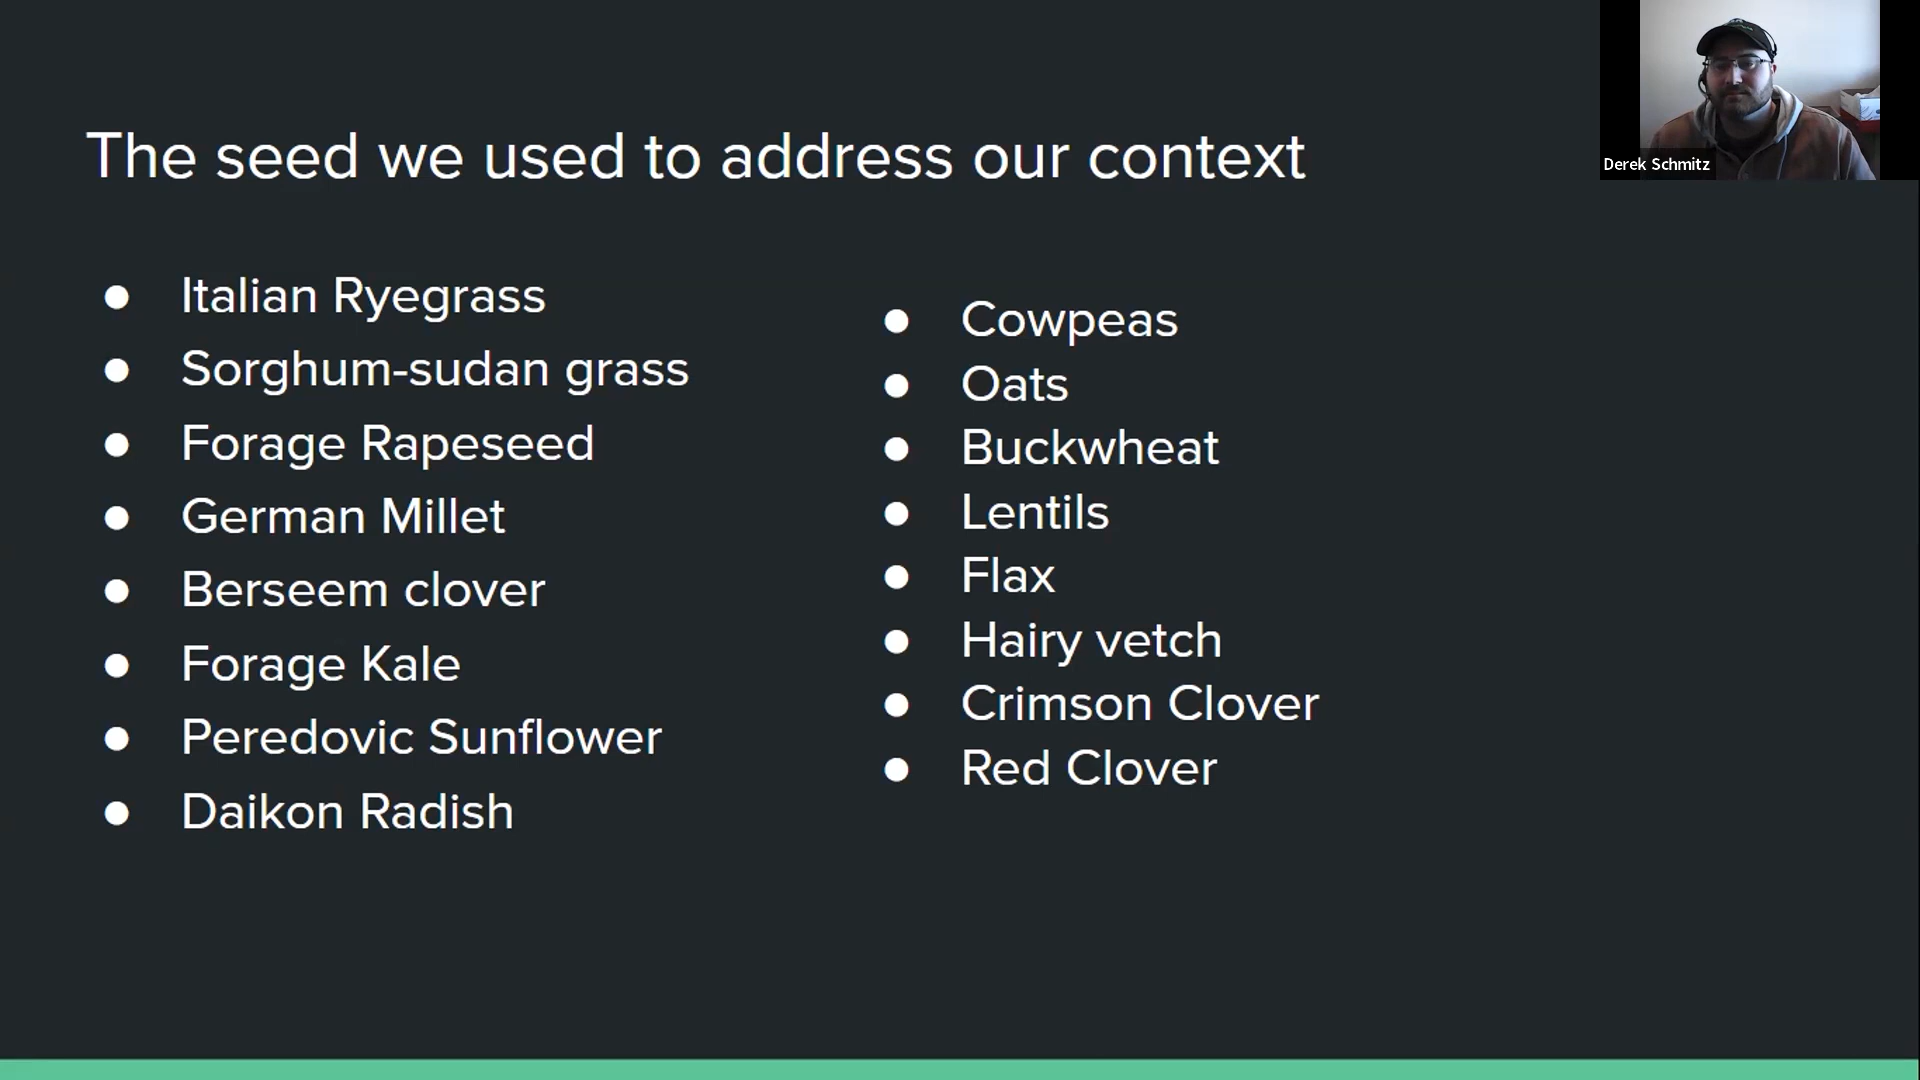 The seed we used to address our context
Derek Schmitz
● Italian Ryegrass
● Sorghum-sudan grass
● Forage Rapeseed
● German Millet
● Berseem clover
● Forage Kale
● Peredovic Sunflower
● Daikon Radish
● Cowpeas
● Oats
● Buckwheat
● Lentils
● Flax
● Hairy vetch
● Crimson Clover
● Red Clover